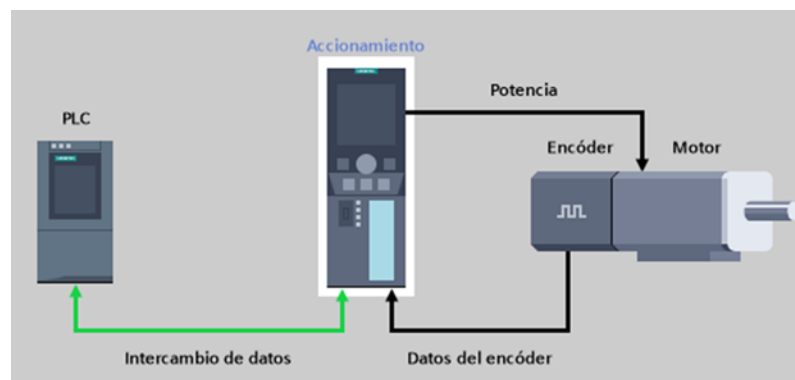 Accionamiento
Potencia
PLC
Encóder
Motor
Intercambio de datos
Datos del encóder